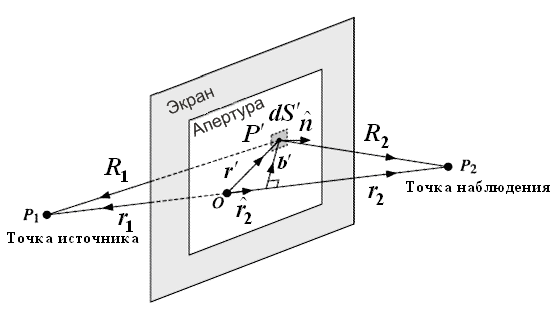 Экран
Апертура
dS′
P′
n̂
R₁
R₂
r′
b′
P₁
r₁
O
r̂₂
r₂
P₂
Точка источника
Точка наблюдения